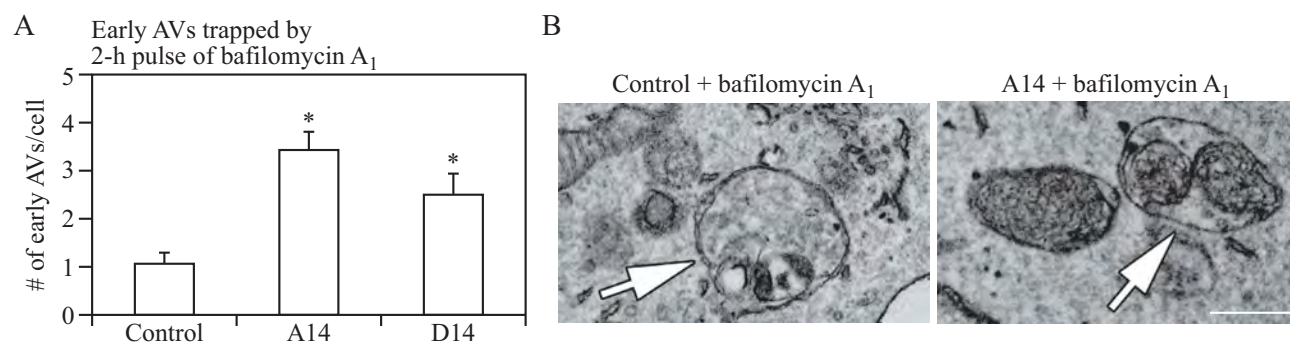 A
Early AVs trapped by
2-h pulse of bafilomycin A₁
# of early AVs/cell
5
4
3
2
1
0
*
*
Control
A14
D14
B
Control + bafilomycin A₁
A14 + bafilomycin A₁